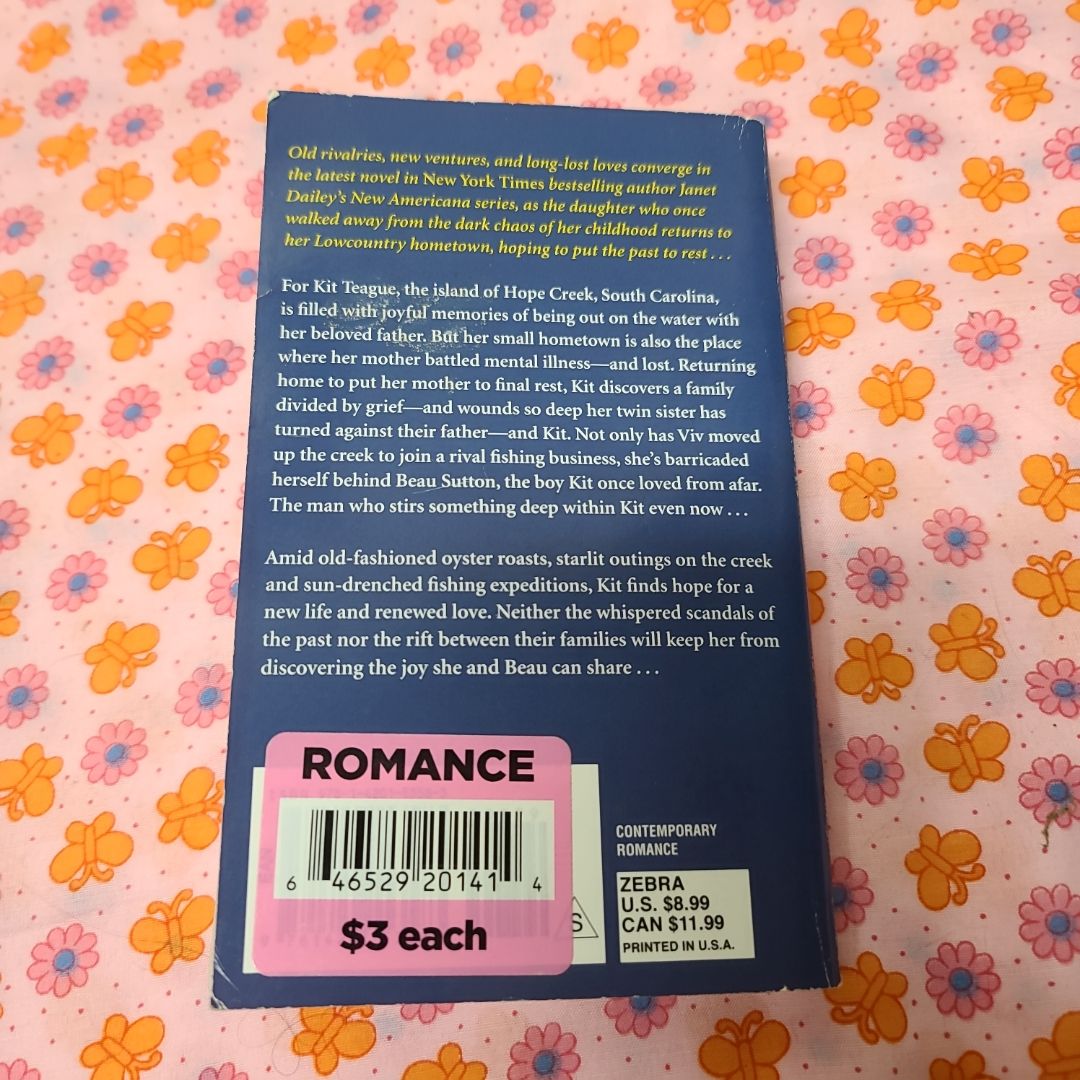 Old rivalries, new ventures, and long-lost loves converge in
the latest novel in New York Times bestselling author Janet
Dailey's New Americana series, as the daughter who once
walked away from the dark chaos of her childhood returns to
her Lowcountry hometown, hoping to put the past to rest . . .
For Kit Teague, the island of Hope Creek, South Carolina,
is filled with joyful memories of being out on the water with
her beloved father. But her small hometown is also the place
where her mother battled mental illness—and lost. Returning
home to put her mother to final rest, Kit discovers a family
divided by grief—and wounds so deep her twin sister has
turned against their father—and Kit. Not only has Viv moved
up the creek to join a rival fishing business, she's barricaded
herself behind Beau Sutton, the boy Kit once loved from afar.
The man who stirs something deep within Kit even now . . .
Amid old-fashioned oyster roasts, starlit outings on the creek
and sun-drenched fishing expeditions, Kit finds hope for a
new life and renewed love. Neither the whispered scandals of
the past nor the rift between their families will keep her from
discovering the joy she and Beau can share . . .
ROMANCE
6 46529 20141 4
$3 each
S
CONTEMPORARY
ROMANCE
ZEBRA
U.S. $8.99
CAN $11.99
PRINTED IN U.S.A.